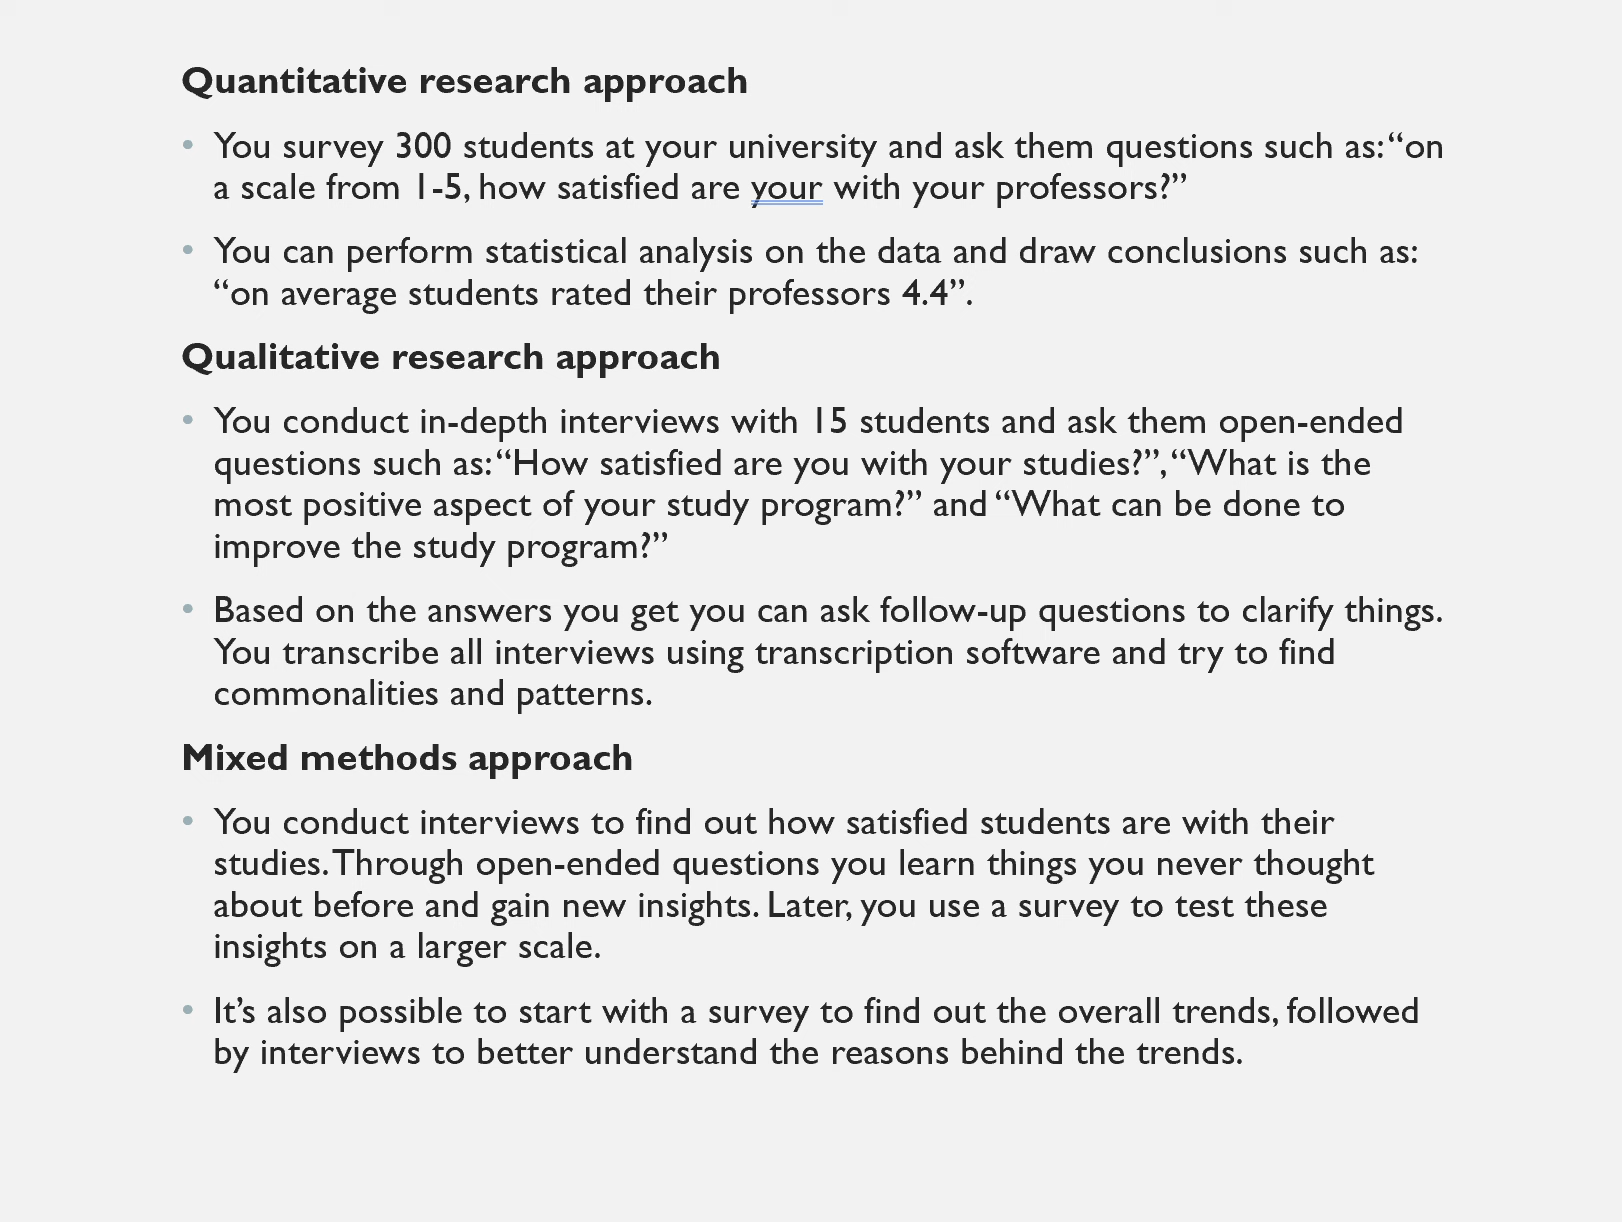 Quantitative research approach
• You survey 300 students at your university and ask them questions such as: “on
a scale from 1-5, how satisfied are your with your professors?”
• You can perform statistical analysis on the data and draw conclusions such as:
“on average students rated their professors 4.4”.
Qualitative research approach
• You conduct in-depth interviews with 15 students and ask them open-ended
questions such as: “How satisfied are you with your studies?”, “What is the
most positive aspect of your study program?” and “What can be done to
improve the study program?”
• Based on the answers you get you can ask follow-up questions to clarify things.
You transcribe all interviews using transcription software and try to find
commonalities and patterns.
Mixed methods approach
• You conduct interviews to find out how satisfied students are with their
studies. Through open-ended questions you learn things you never thought
about before and gain new insights. Later, you use a survey to test these
insights on a larger scale.
• It’s also possible to start with a survey to find out the overall trends, followed
by interviews to better understand the reasons behind the trends.